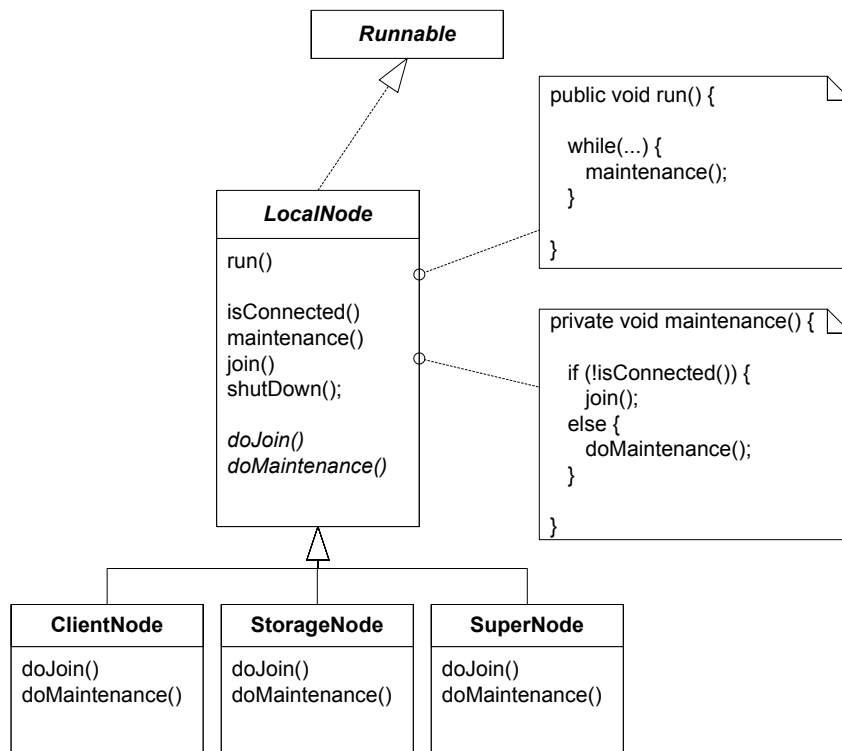 Runnable
public void run() {
while(...) {
maintenance();
}
}
LocalNode
run()
isConnected()
maintenance()
join()
shutDown();
doJoin()
doMaintenance()
private void maintenance() {
if (!isConnected()) {
join();
else {
doMaintenance();
}
}
ClientNode
doJoin()
doMaintenance()
StorageNode
doJoin()
doMaintenance()
SuperNode
doJoin()
doMaintenance()